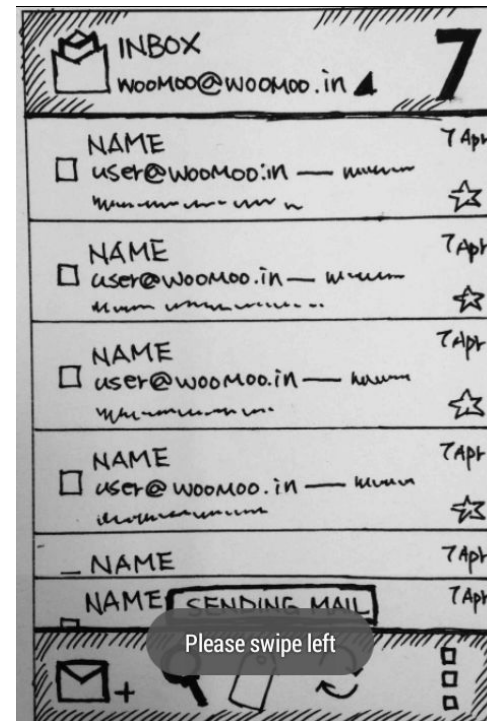 INBOX
WOOMOO@WOOMOO.in
7
NAME
7 Apr
user@WOOMOO.in
NAME
7 Apr
user@WOOMOO.in
NAME
7 Apr
user@WOOMOO.in
NAME
7 Apr
user@WOOMOO.in
NAME
7 Apr
NAME
7 Apr
SENDING MAIL
Please swipe left